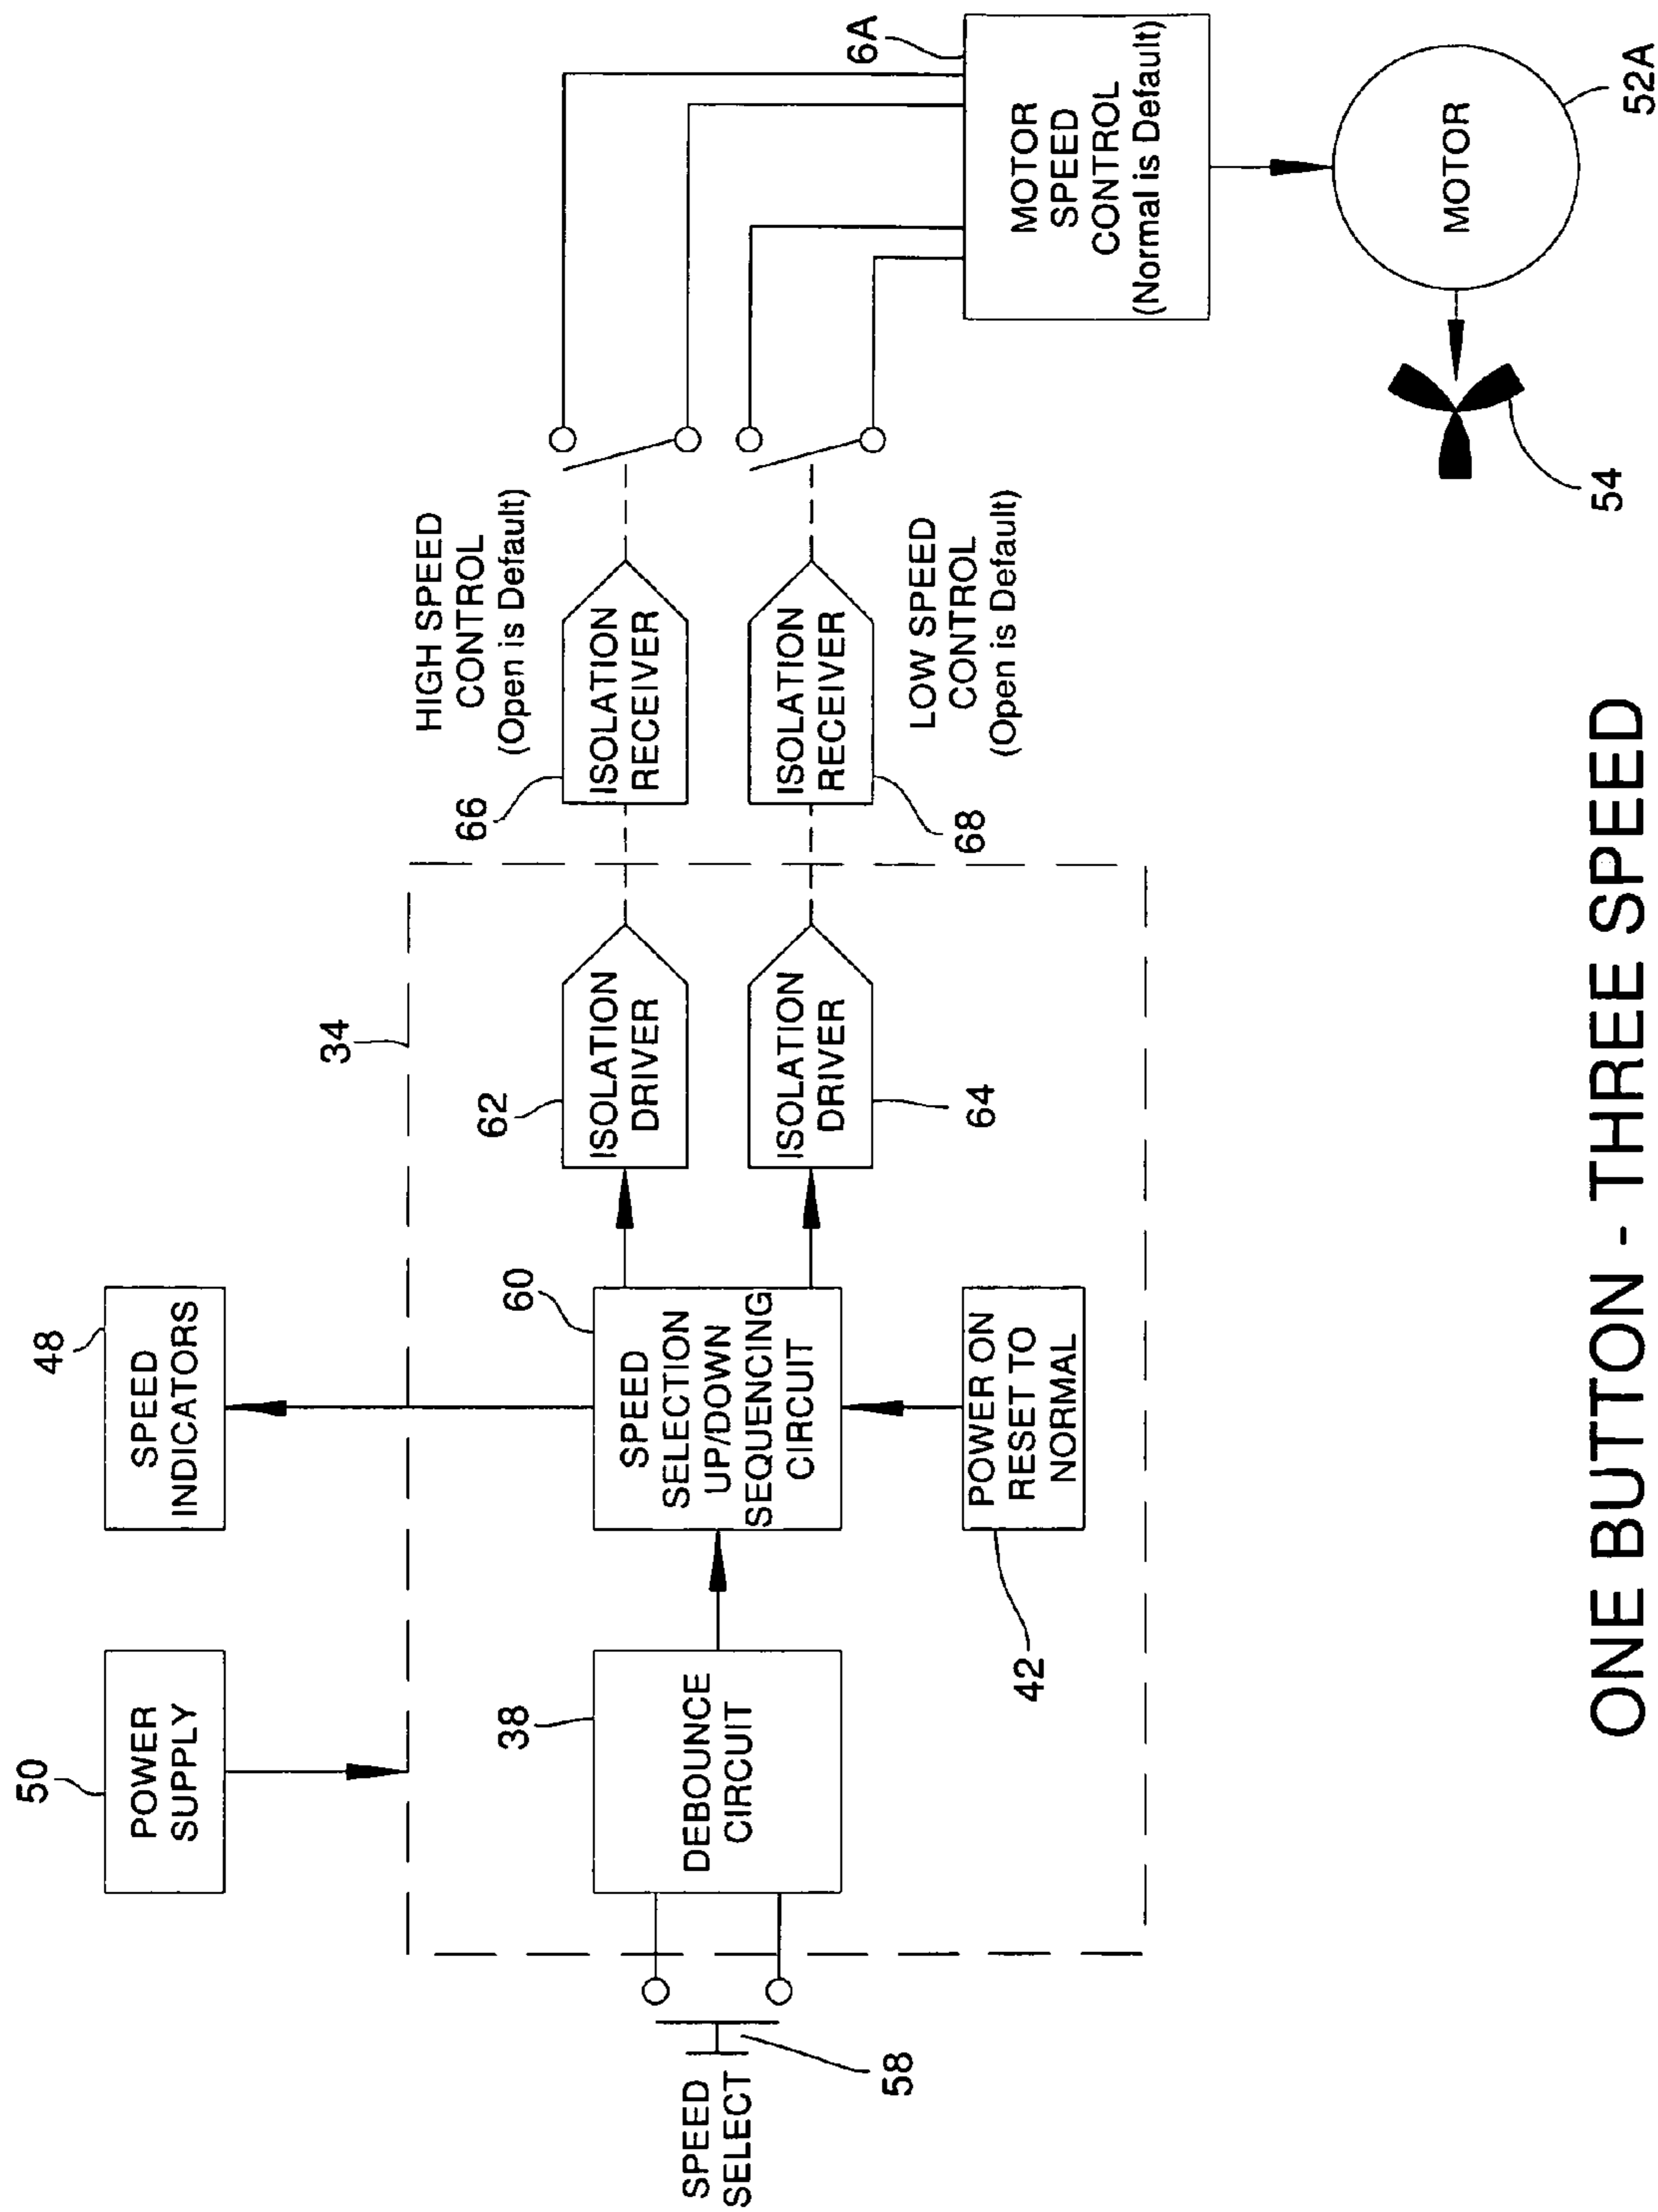 50
POWER
SUPPLY
48
SPEED
INDICATORS
34
SPEED
SELECT
58
38
DEBOUNCE
CIRCUIT
60
SPEED
SELECTION
UP/DOWN
SEQUENCING
CIRCUIT
42
POWER ON
RESET TO
NORMAL
62
ISOLATION
DRIVER
64
ISOLATION
DRIVER
66
ISOLATION
RECEIVER
HIGH SPEED
CONTROL
(Open is Default)
68
ISOLATION
RECEIVER
LOW SPEED
CONTROL
(Open is Default)
6A
MOTOR
SPEED
CONTROL
(Normal is Default)
MOTOR
52A
54
ONE BUTTON - THREE SPEED